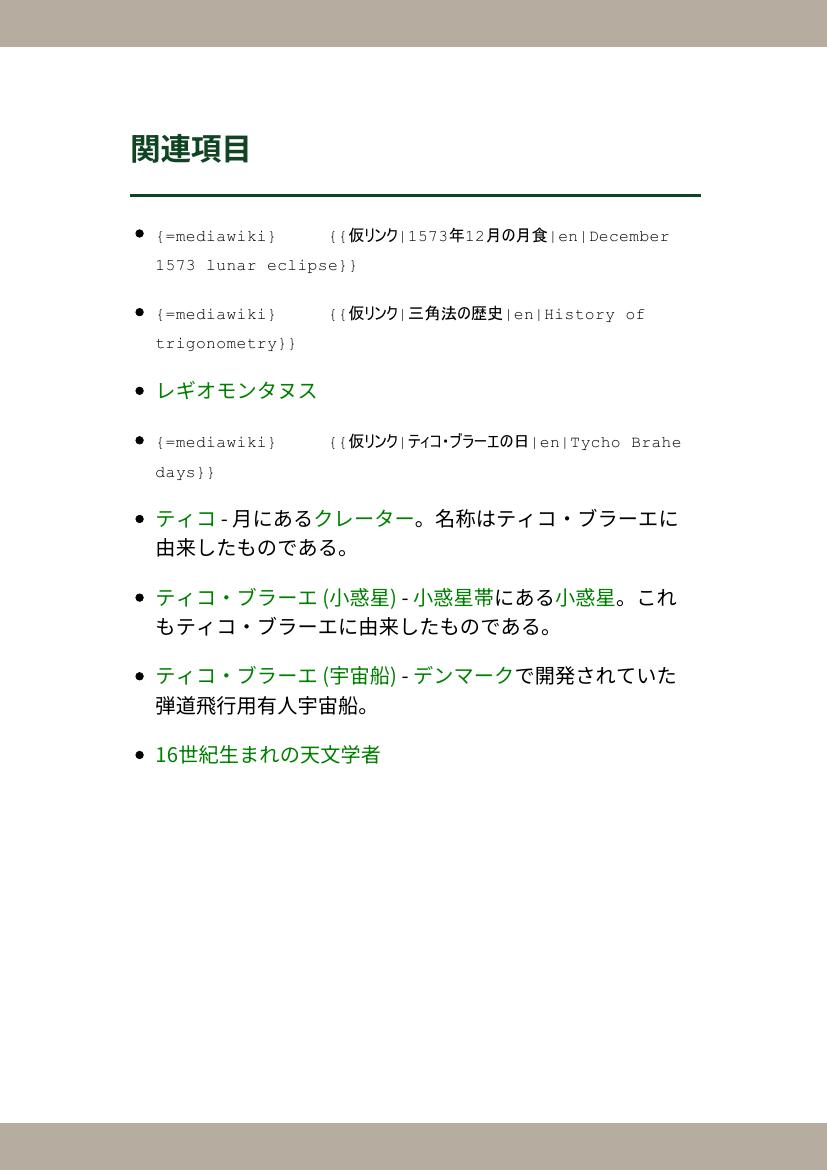 関連項目
{=mediawiki} {{仮リンク|1573年12月の月食|en|December
1573 lunar eclipse}}
{=mediawiki} {{仮リンク|三角法の歴史|en|History of
trigonometry}}
レギオモンタヌス
{=mediawiki} {{仮リンク|ティコ・ブラーエの日|en|Tycho Brahe
days}}
ティコ - 月にあるクレーター。名称はティコ・ブラーエに
由来したものである。
ティコ・ブラーエ (小惑星) - 小惑星帯にある小惑星。これ
もティコ・ブラーエに由来したものである。
ティコ・ブラーエ (宇宙船) - デンマークで開発されていた
弾道飛行用有人宇宙船。
16世紀生まれの天文学者